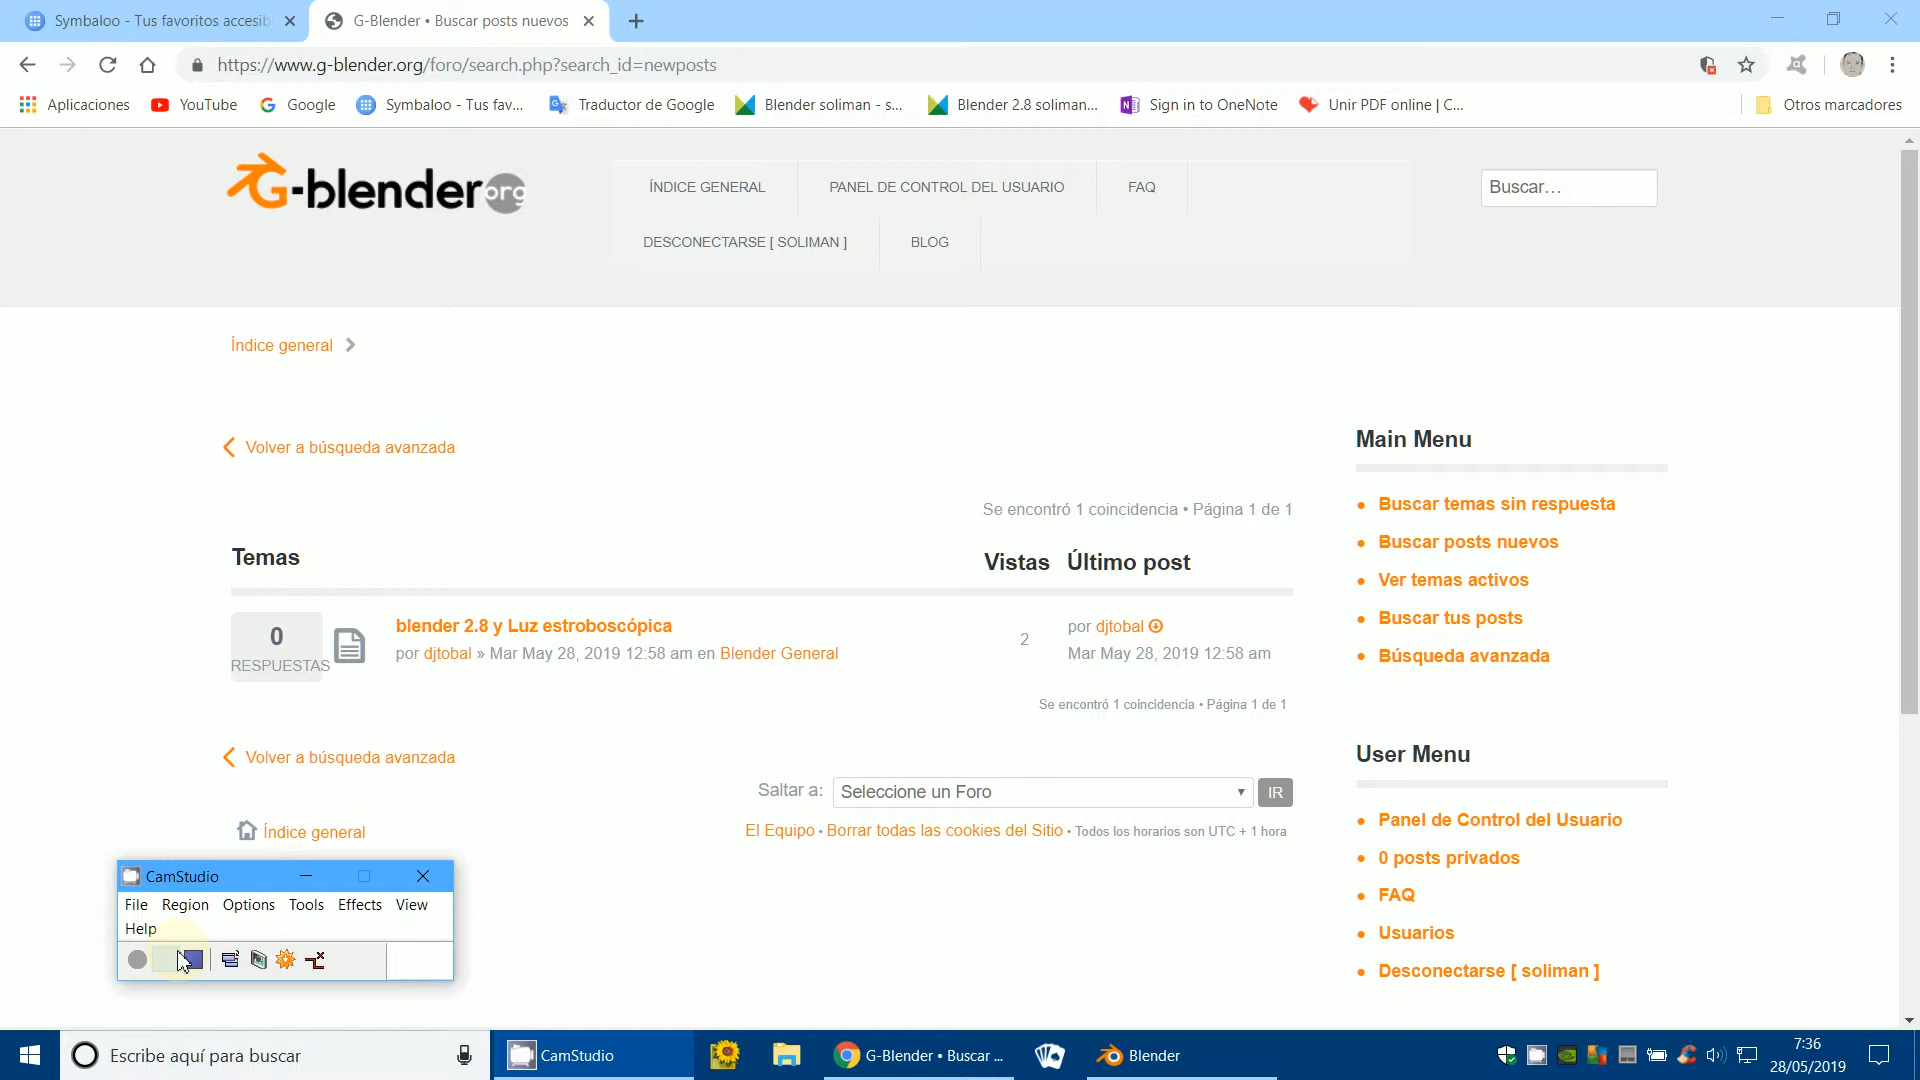 Symbaloo - Tus favoritos accesib
G-Blender • Buscar posts nuevos
https://www.g-blender.org/foro/search.php?search_id=newposts
Aplicaciones
YouTube
Google
Symbaloo - Tus fav...
Traductor de Google
Blender soliman - s...
Blender 2.8 soliman...
Sign in to OneNote
Unir PDF online | C...
Otros marcadores
G-blender org
ÍNDICE GENERAL
PANEL DE CONTROL DEL USUARIO
FAQ
Buscar…
DESCONECTARSE [ SOLIMAN ]
BLOG
Índice general
Volver a búsqueda avanzada
Se encontró 1 coincidencia • Página 1 de 1
Temas
Vistas
Último post
0
RESPUESTAS
blender 2.8 y Luz estroboscópica
por djtobal » Mar May 28, 2019 12:58 am en Blender General
2
por djtobal
Mar May 28, 2019 12:58 am
Se encontró 1 coincidencia • Página 1 de 1
Volver a búsqueda avanzada
Saltar a:
Seleccione un Foro
IR
Índice general
El Equipo • Borrar todas las cookies del Sitio • Todos los horarios son UTC + 1 hora
Main Menu
Buscar temas sin respuesta
Buscar posts nuevos
Ver temas activos
Buscar tus posts
Búsqueda avanzada
User Menu
Panel de Control del Usuario
0 posts privados
FAQ
Usuarios
Desconectarse [ soliman ]
CamStudio
File Region Options Tools Effects View
Help
Escribe aquí para buscar
CamStudio
G-Blender • Buscar ...
Blender
7:36
28/05/2019